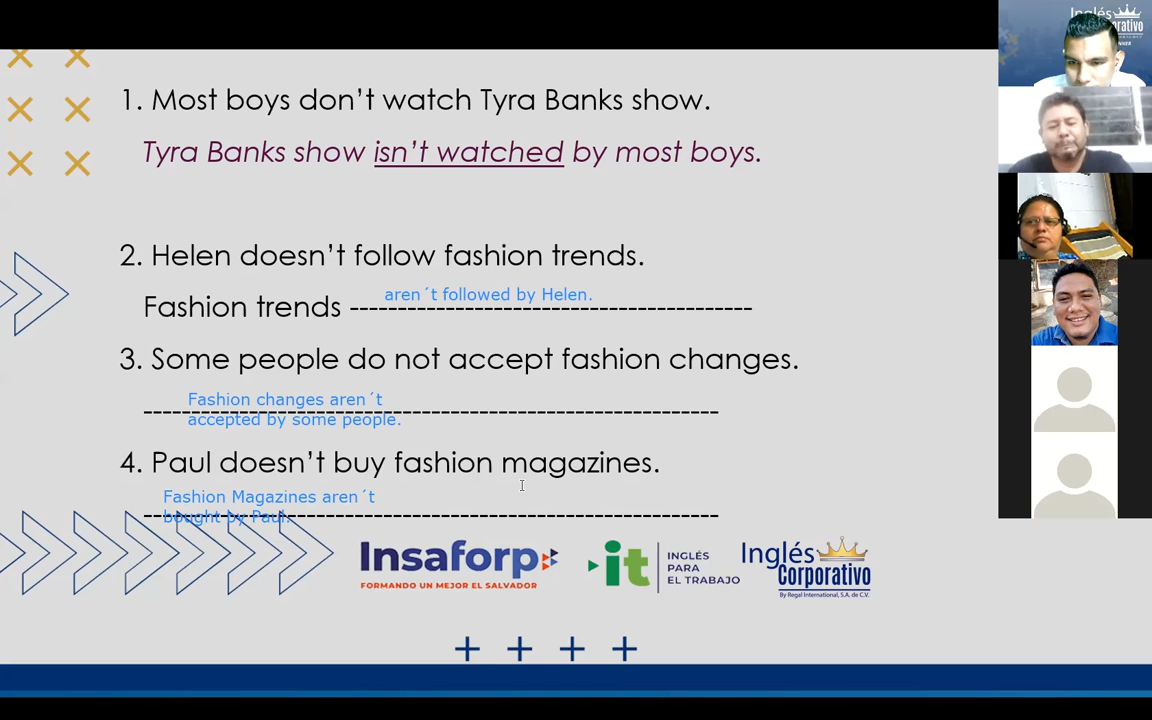 1. Most boys don't watch Tyra Banks show.
Tyra Banks show isn't watched by most boys.
2. Helen doesn't follow fashion trends.
Fashion trends ------------------------------------------
aren´t followed by Helen.
3. Some people do not accept fashion changes.
Fashion changes aren´t
accepted by some people.
4. Paul doesn't buy fashion magazines.
Fashion Magazines aren´t
bought by Paul.
Insaforp
FORMANDO UN MEJOR EL SALVADOR
it
INGLÉS
PARA
EL TRABAJO
Inglés
Corporativo
By Regal International, S.A. de C.V.
Inglés